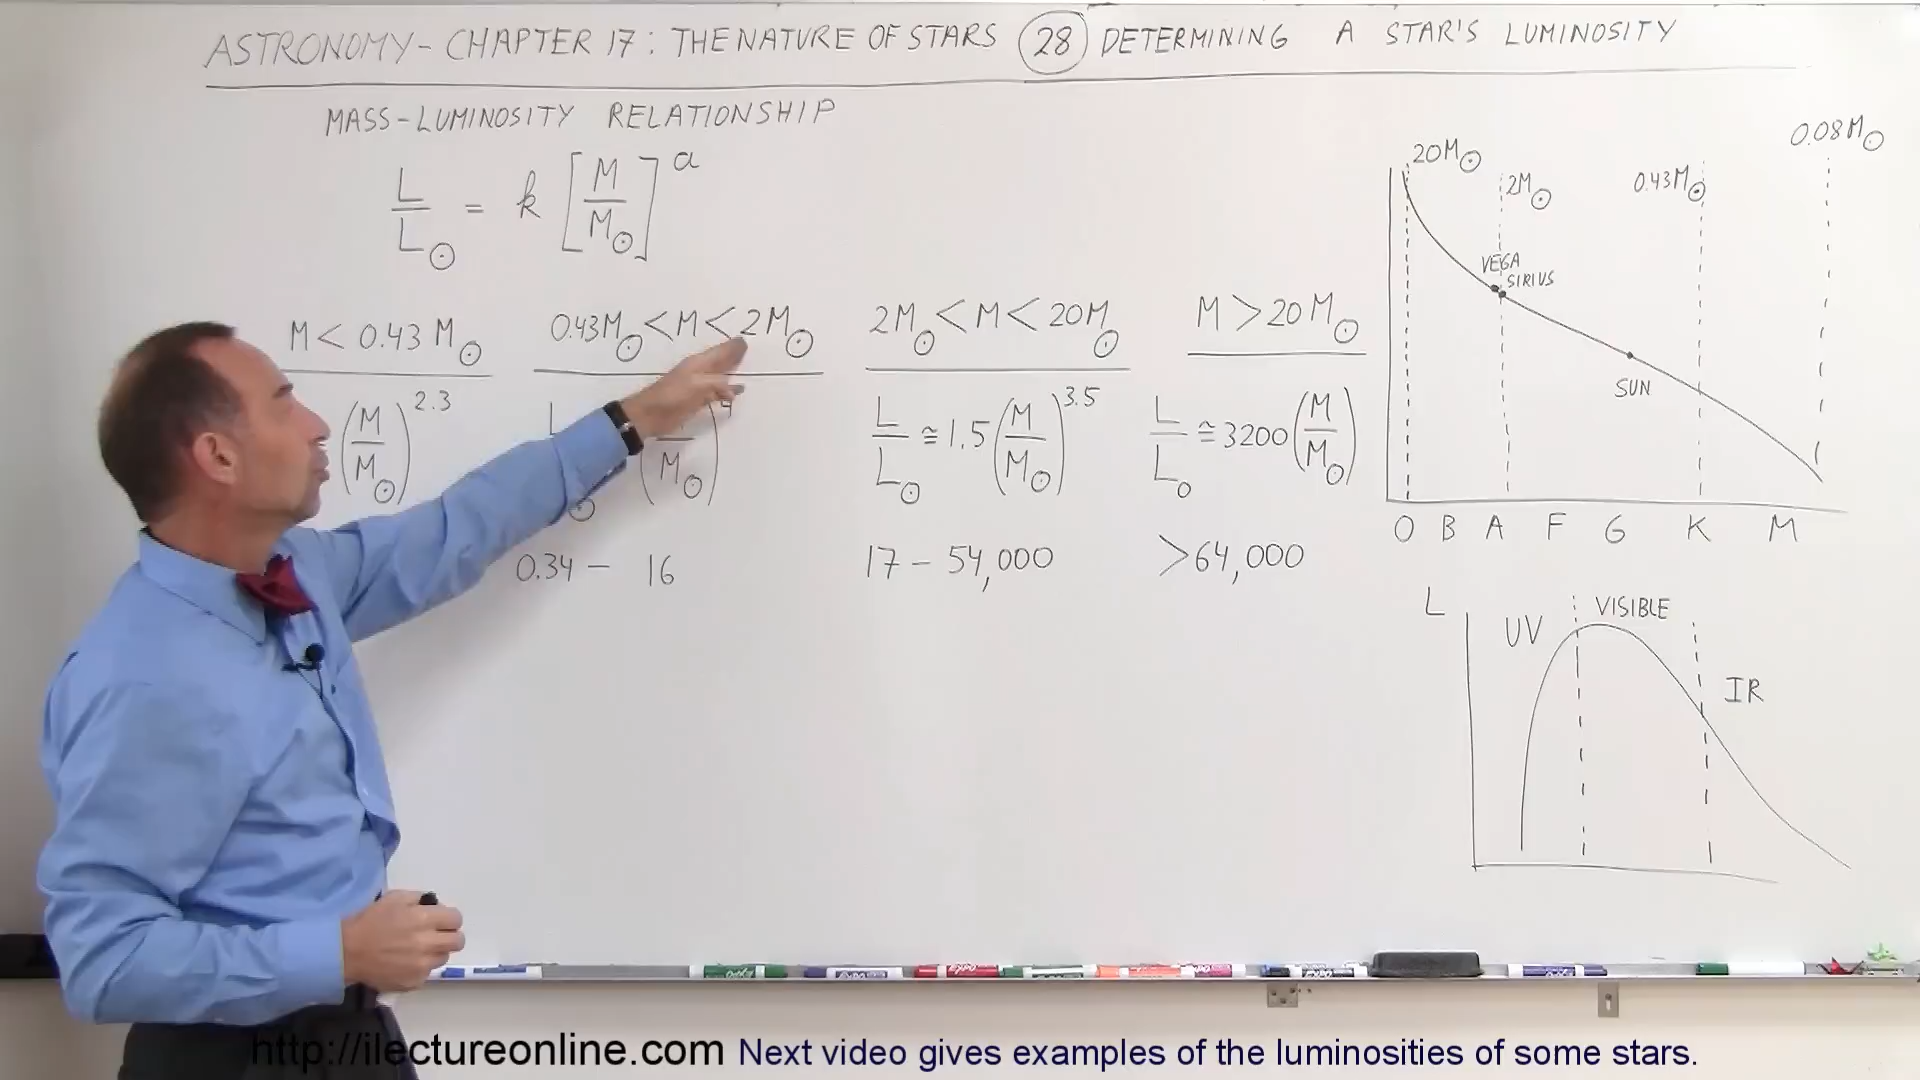 ASTRONOMY - CHAPTER 17: THE NATURE OF STARS 28 DETERMINING A STAR'S LUMINOSITY
MASS-LUMINOSITY RELATIONSHIP
L/L⊙ = k [M/M⊙]^a
M < 0.43 M⊙
(M/M⊙)^2.3
0.43M⊙ < M < 2M⊙
L
(M⊙)^4
0.34 - 16
2M⊙ < M < 20M⊙
L/L⊙ ≅ 1.5 (M/M⊙)^3.5
17 - 54,000
M > 20 M⊙
L/L⊙ ≅ 3200 (M/M⊙)
>64,000
20M⊙
2M⊙
0.43M⊙
0.08M⊙
VEGA
SIRIUS
SUN
O B A F G K M
L
UV
VISIBLE
IR
http://ilectureonline.com Next video gives examples of the luminosities of some stars.